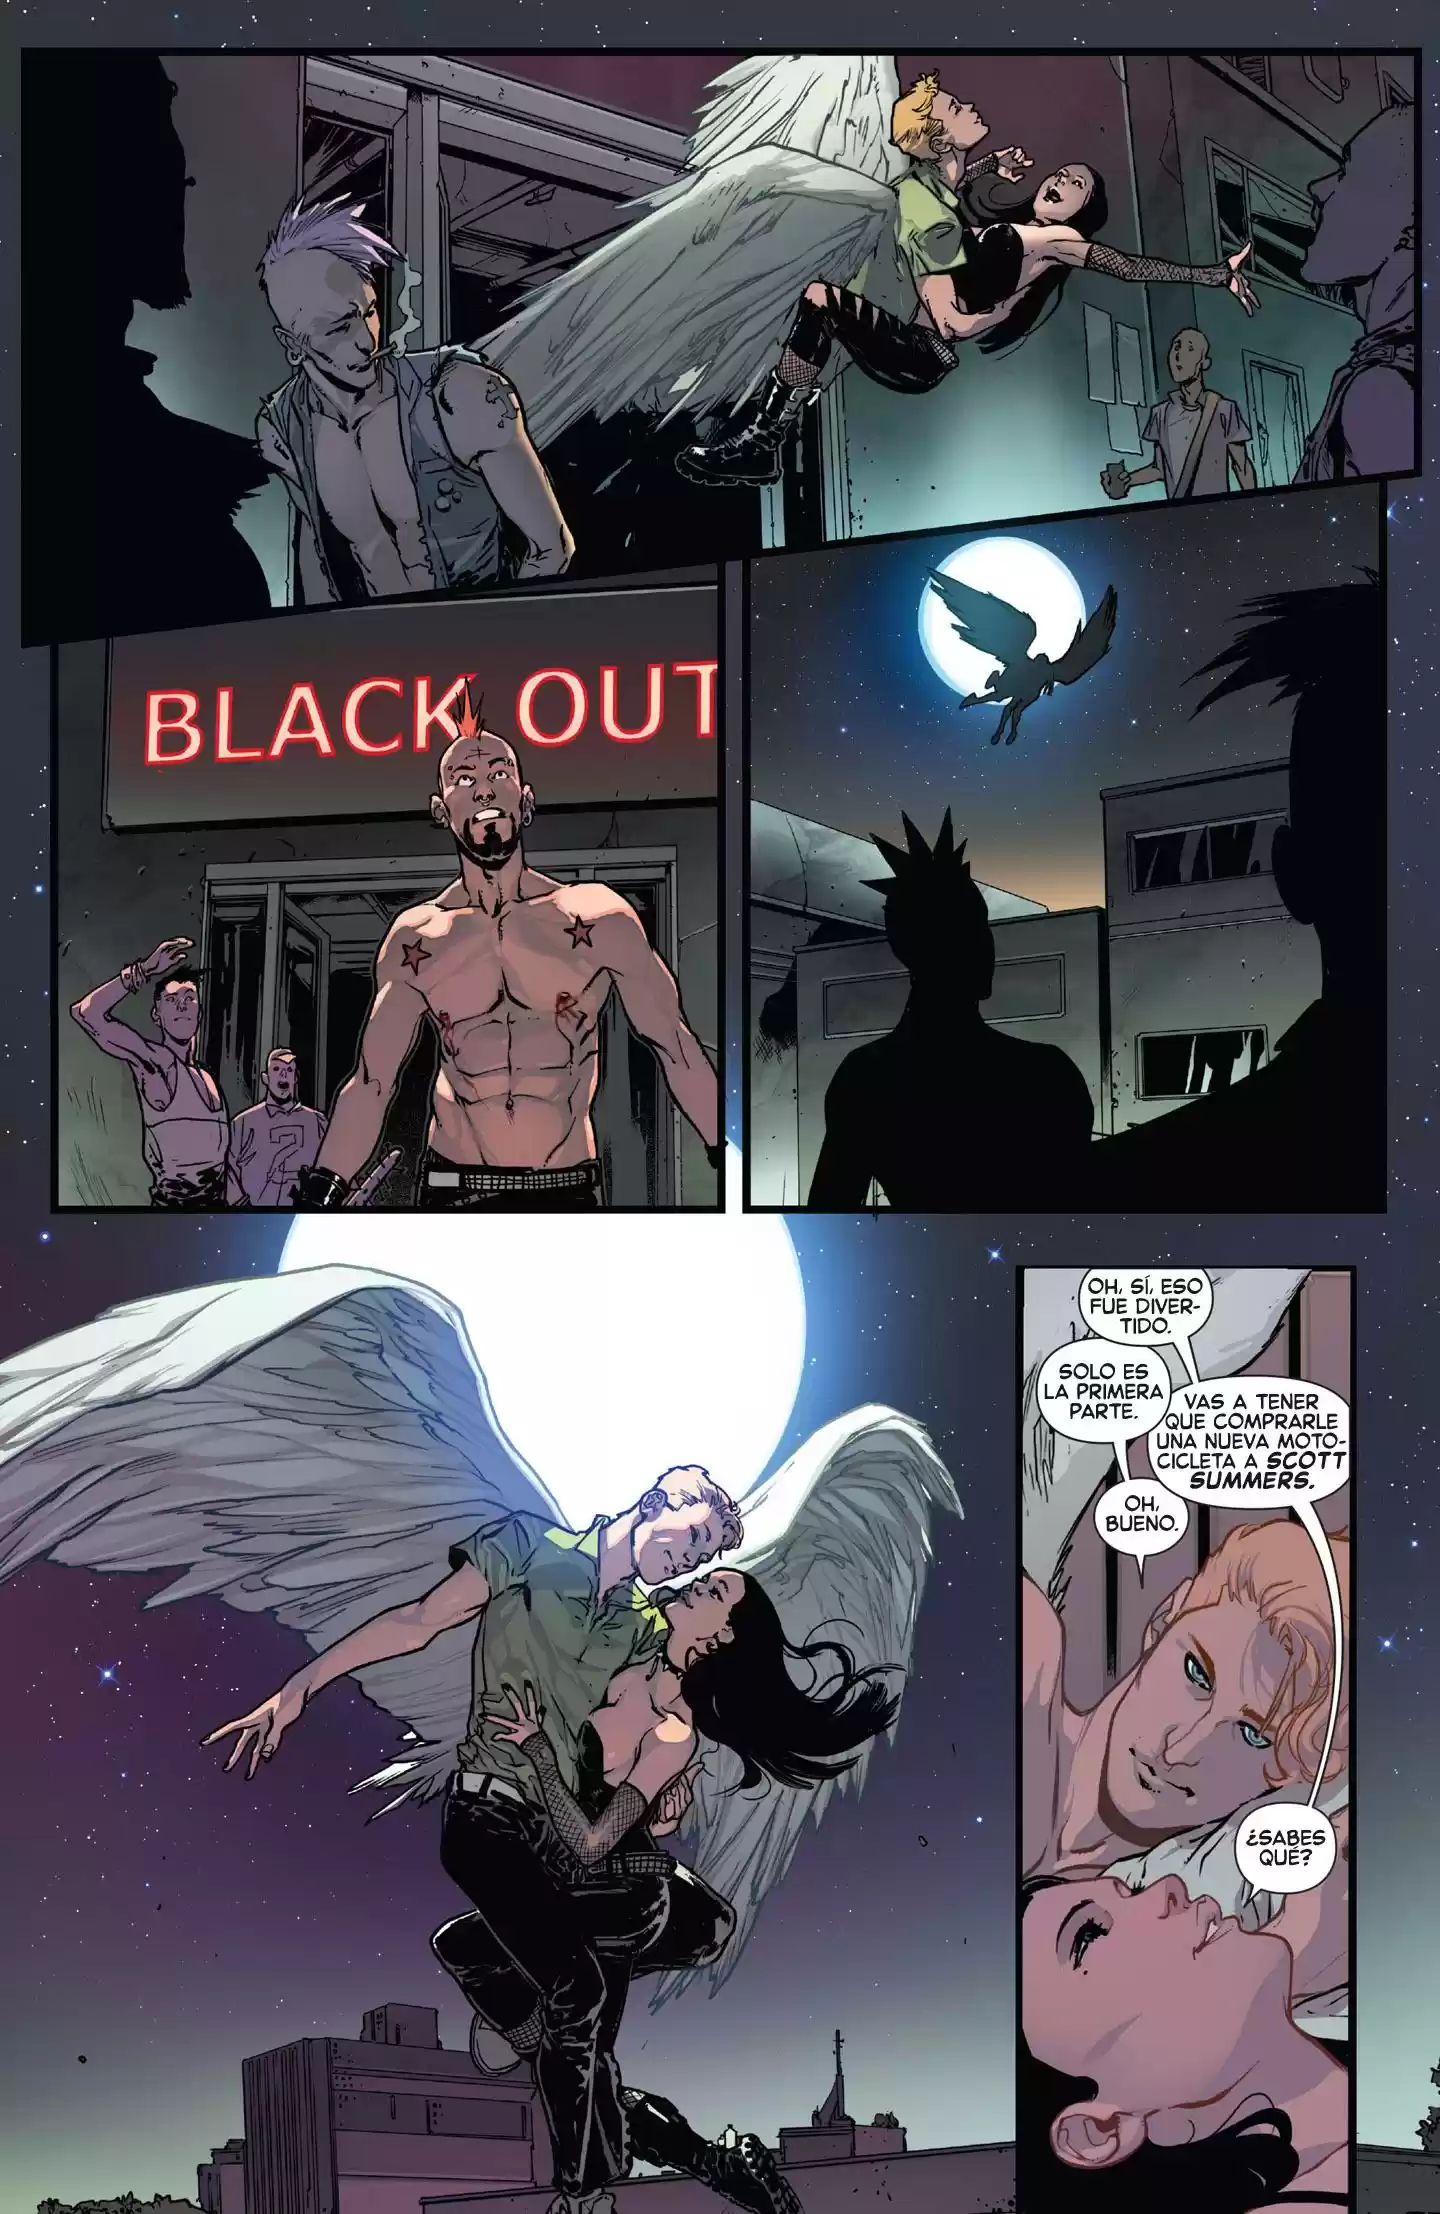 BLACK OUT
OH, SÍ, ESO
FUE DIVER-
TIDO.
SOLO ES
LA PRIMERA
PARTE.
VAS A TENER
QUE COMPRARLE
UNA NUEVA MOTO-
CICLETA A SCOTT
SUMMERS.
OH,
BUENO.
¿SABES
QUÉ?